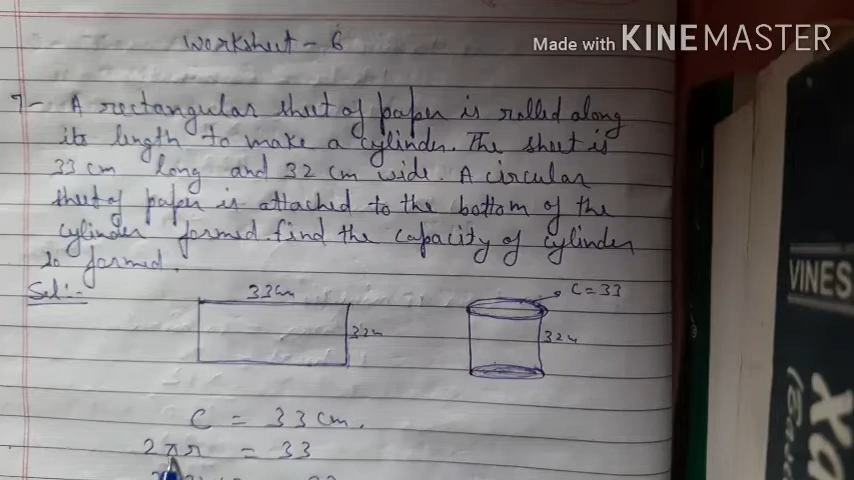 Worksheet - 6
Made with KINEMASTER
7- A rectangular sheet of paper is rolled along
its length to make a cylinder. The sheet is
33 cm long and 32 cm wide. A circular
sheet of paper is attached to the bottom of the
cylinder formed. find the capacity of cylinder
so formed.
Sol:-
33cm
C = 33
32
C = 33 cm.
2πr = 33
VINES